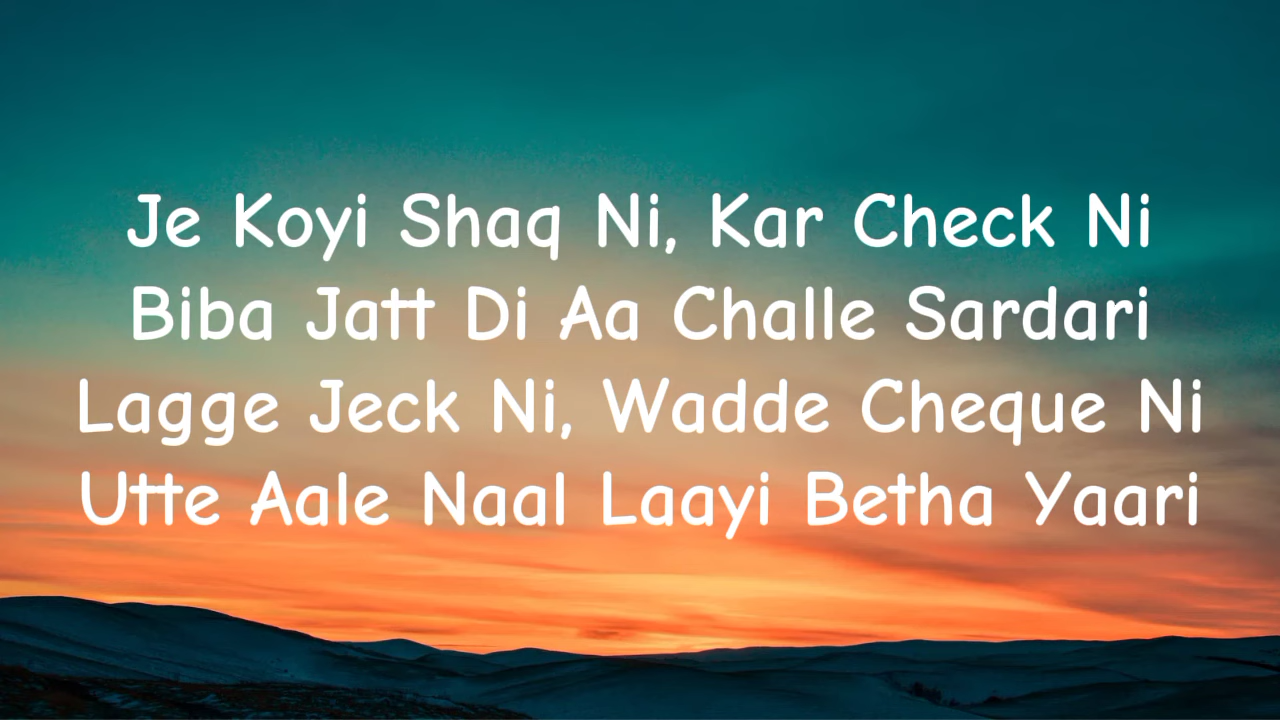 Je Koyi Shaq Ni, Kar Check Ni
Biba Jatt Di Aa Challe Sardari
Lagge Jeck Ni, Wadde Cheque Ni
Utte Aale Naal Laayi Betha Yaari